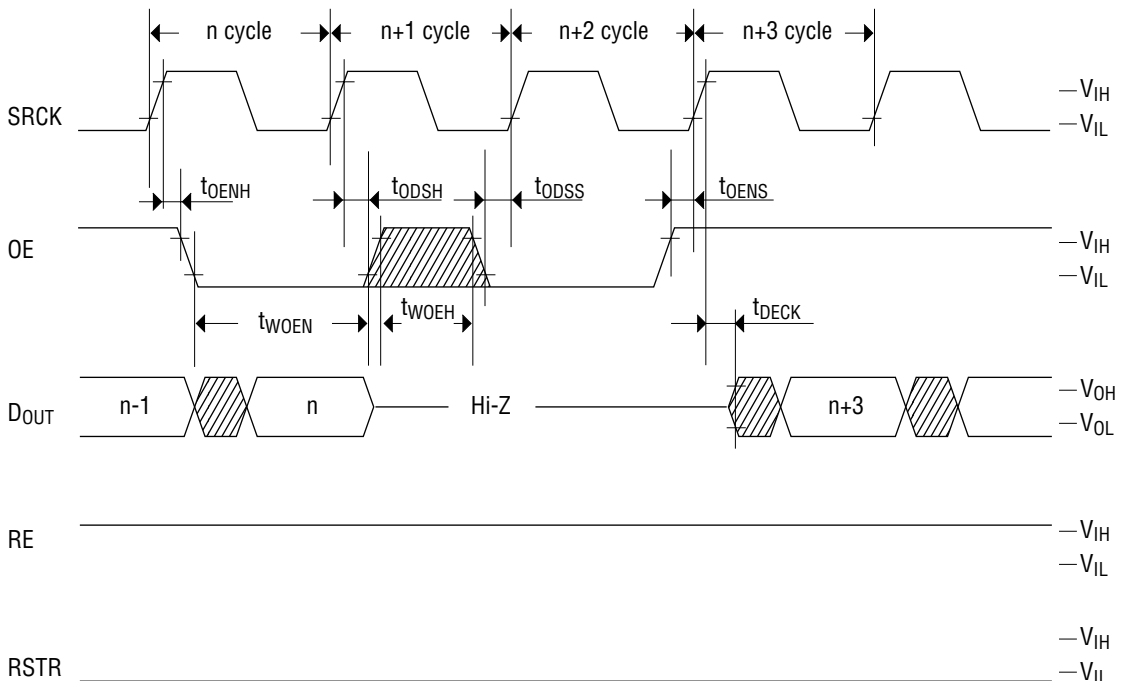 n cycle n+1 cycle n+2 cycle n+3 cycle
SRCK
VIH
VIL
tOENH tODSH tODSS tOENS
OE
VIH
VIL
tWOEN tWOEH tDECK
DOUT
n-1 n Hi-Z n+3
VOH
VOL
RE
VIH
VIL
RSTR
VIH
VIL